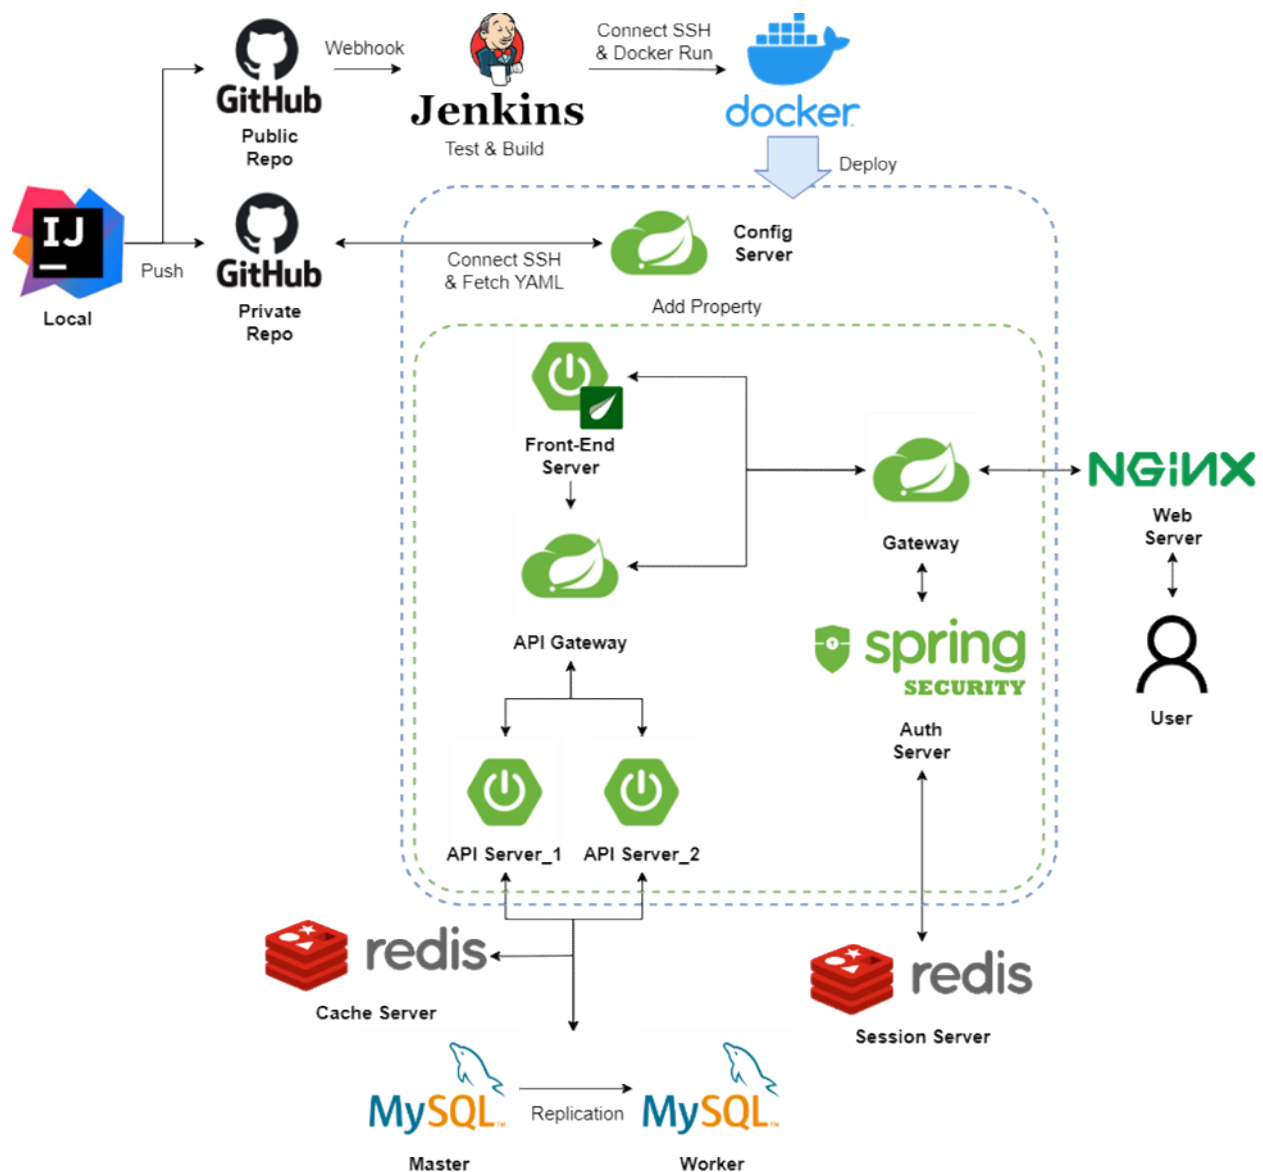 GitHub
Public
Repo
Webhook
Jenkins
Test & Build
Connect SSH
& Docker Run
docker
Deploy
IJ
Local
Push
GitHub
Private
Repo
Connect SSH
& Fetch YAML
Config
Server
Add Property
Front-End
Server
API Gateway
Gateway
NGINX
Web
Server
User
spring
SECURITY
Auth
Server
API Server_1
API Server_2
redis
Cache Server
redis
Session Server
MySQL™
Master
Replication
MySQL™
Worker